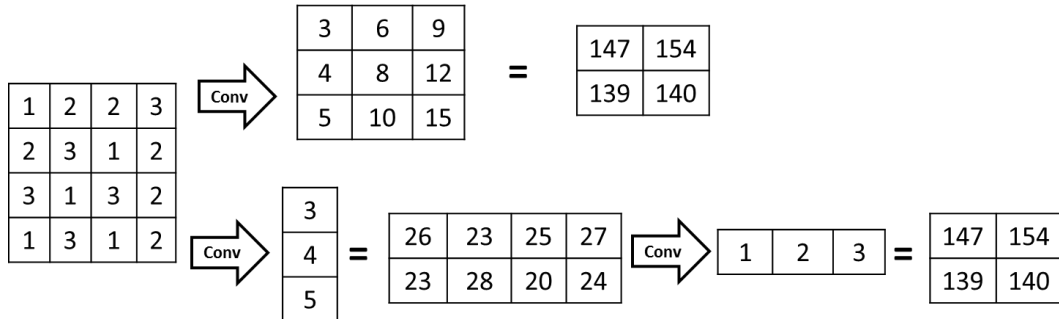 3 6 9
4 8 12
5 10 15
Conv
=
147 154
139 140
1 2 2 3
2 3 1 2
3 1 3 2
1 3 1 2
Conv
3
4
5
=
26 23 25 27
23 28 20 24
Conv
1 2 3
=
147 154
139 140